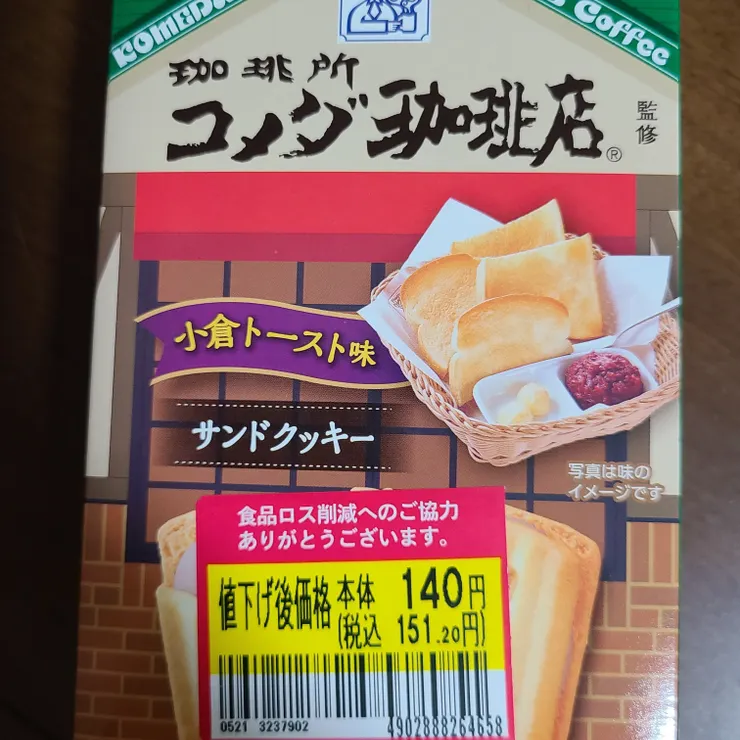 KOMEDA
Coffee
珈琲所
コメダ珈琲店®
監修
小倉トースト味
サンドクッキー
写真は味の
イメージです
食品ロス削減へのご協力
ありがとうございます。
値下げ後価格 本体 140円
(税込 151.20円)
0521 3237902
4902888264658